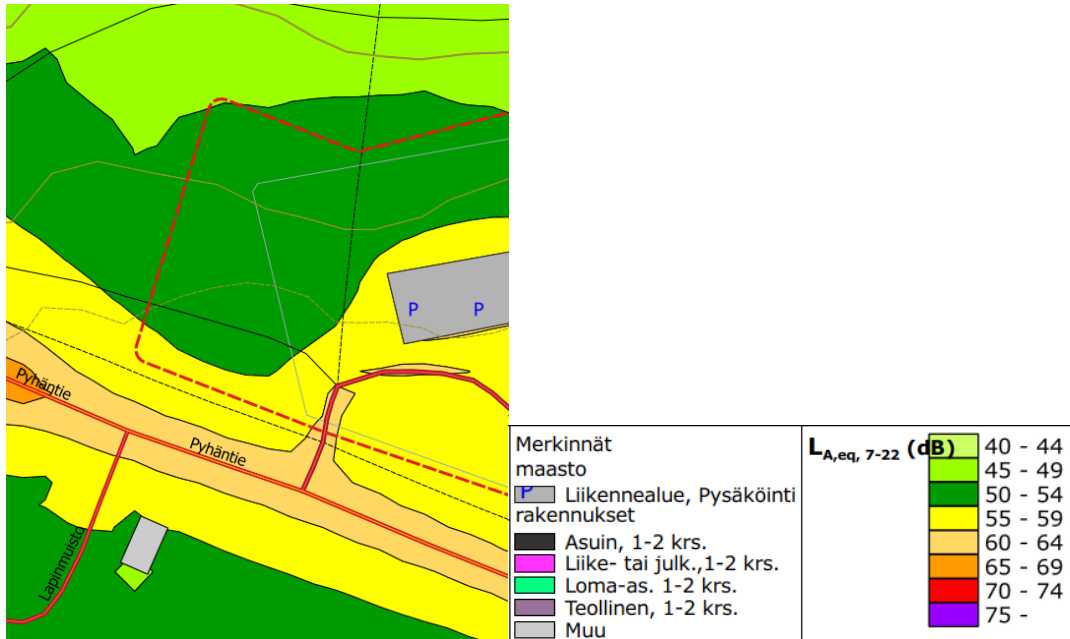 P
P
Pyhäntie
Pyhäntie
Lapinmuisto
Merkinnät
maasto
P Liikennealue, Pysäköinti
rakennukset
Asuin, 1-2 krs.
Liike- tai julk.,1-2 krs.
Loma-as. 1-2 krs.
Teollinen, 1-2 krs.
Muu
LA,eq, 7-22 (dB)
40 - 44
45 - 49
50 - 54
55 - 59
60 - 64
65 - 69
70 - 74
75 -